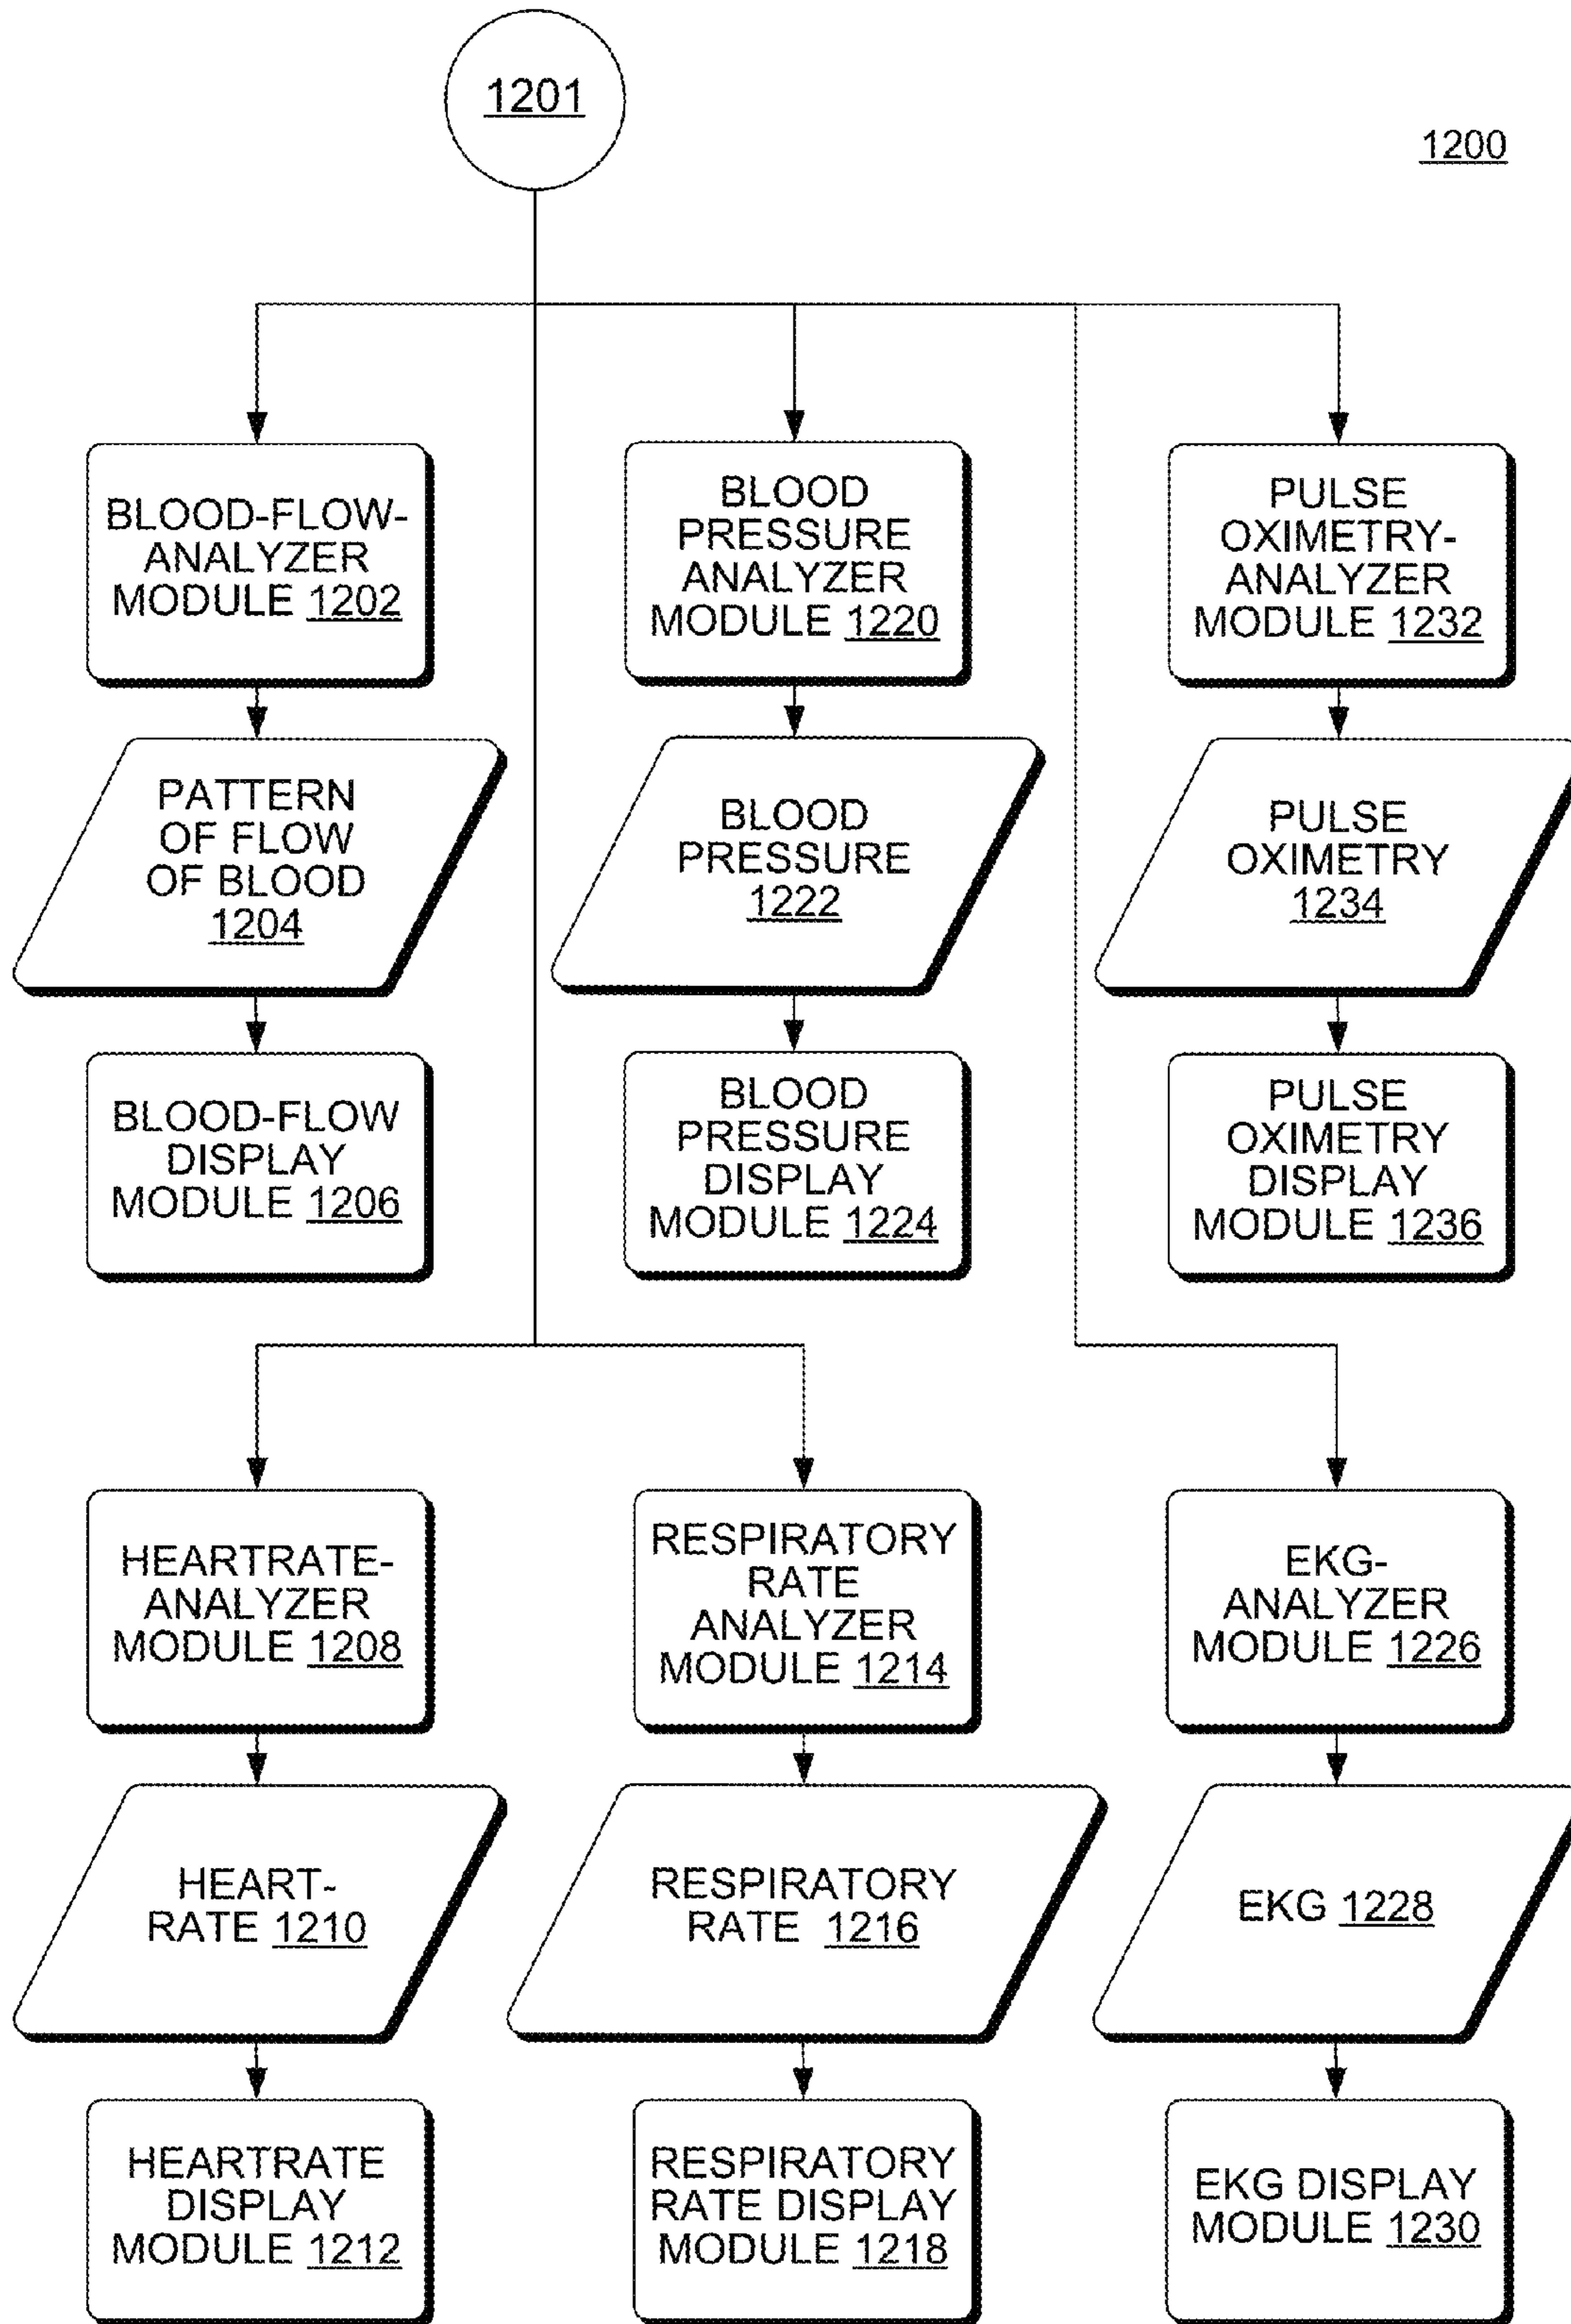 1201
1200
BLOOD-FLOW-
ANALYZER
MODULE 1202
BLOOD
PRESSURE
ANALYZER
MODULE 1220
PULSE
OXIMETRY-
ANALYZER
MODULE 1232
PATTERN
OF FLOW
OF BLOOD
1204
BLOOD
PRESSURE
1222
PULSE
OXIMETRY
1234
BLOOD-FLOW
DISPLAY
MODULE 1206
BLOOD
PRESSURE
DISPLAY
MODULE 1224
PULSE
OXIMETRY
DISPLAY
MODULE 1236
HEARTRATE-
ANALYZER
MODULE 1208
RESPIRATORY
RATE
ANALYZER
MODULE 1214
EKG-
ANALYZER
MODULE 1226
HEART-
RATE 1210
RESPIRATORY
RATE 1216
EKG 1228
HEARTRATE
DISPLAY
MODULE 1212
RESPIRATORY
RATE DISPLAY
MODULE 1218
EKG DISPLAY
MODULE 1230